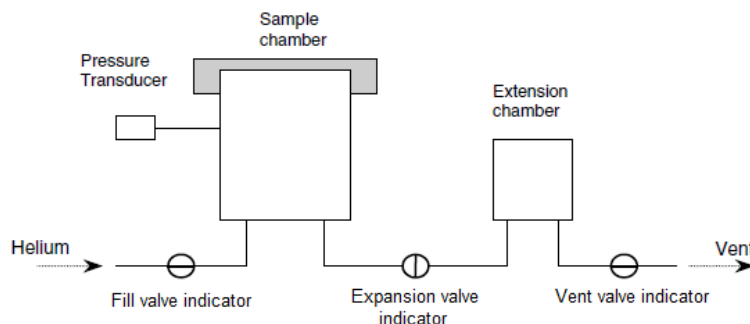 Sample
chamber
Pressure
Transducer
Extension
chamber
Helium
Vent
Fill valve indicator
Expansion valve
indicator
Vent valve indicator